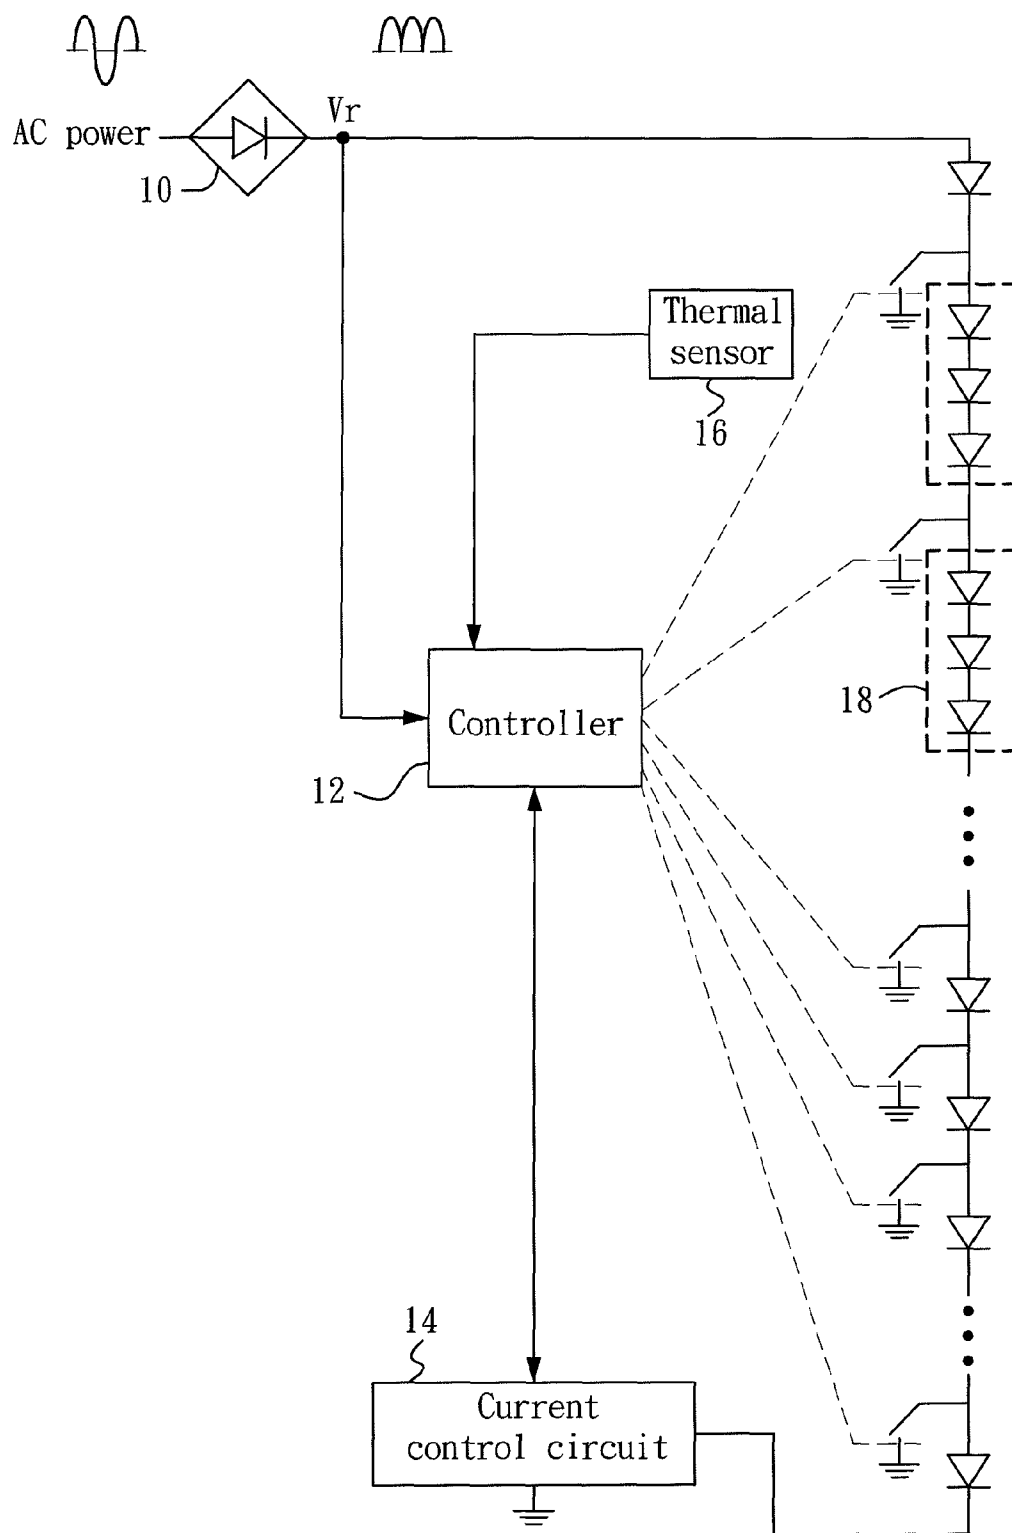 Vr
AC power
10
Thermal
sensor
16
18
Controller
12
14
Current
control circuit